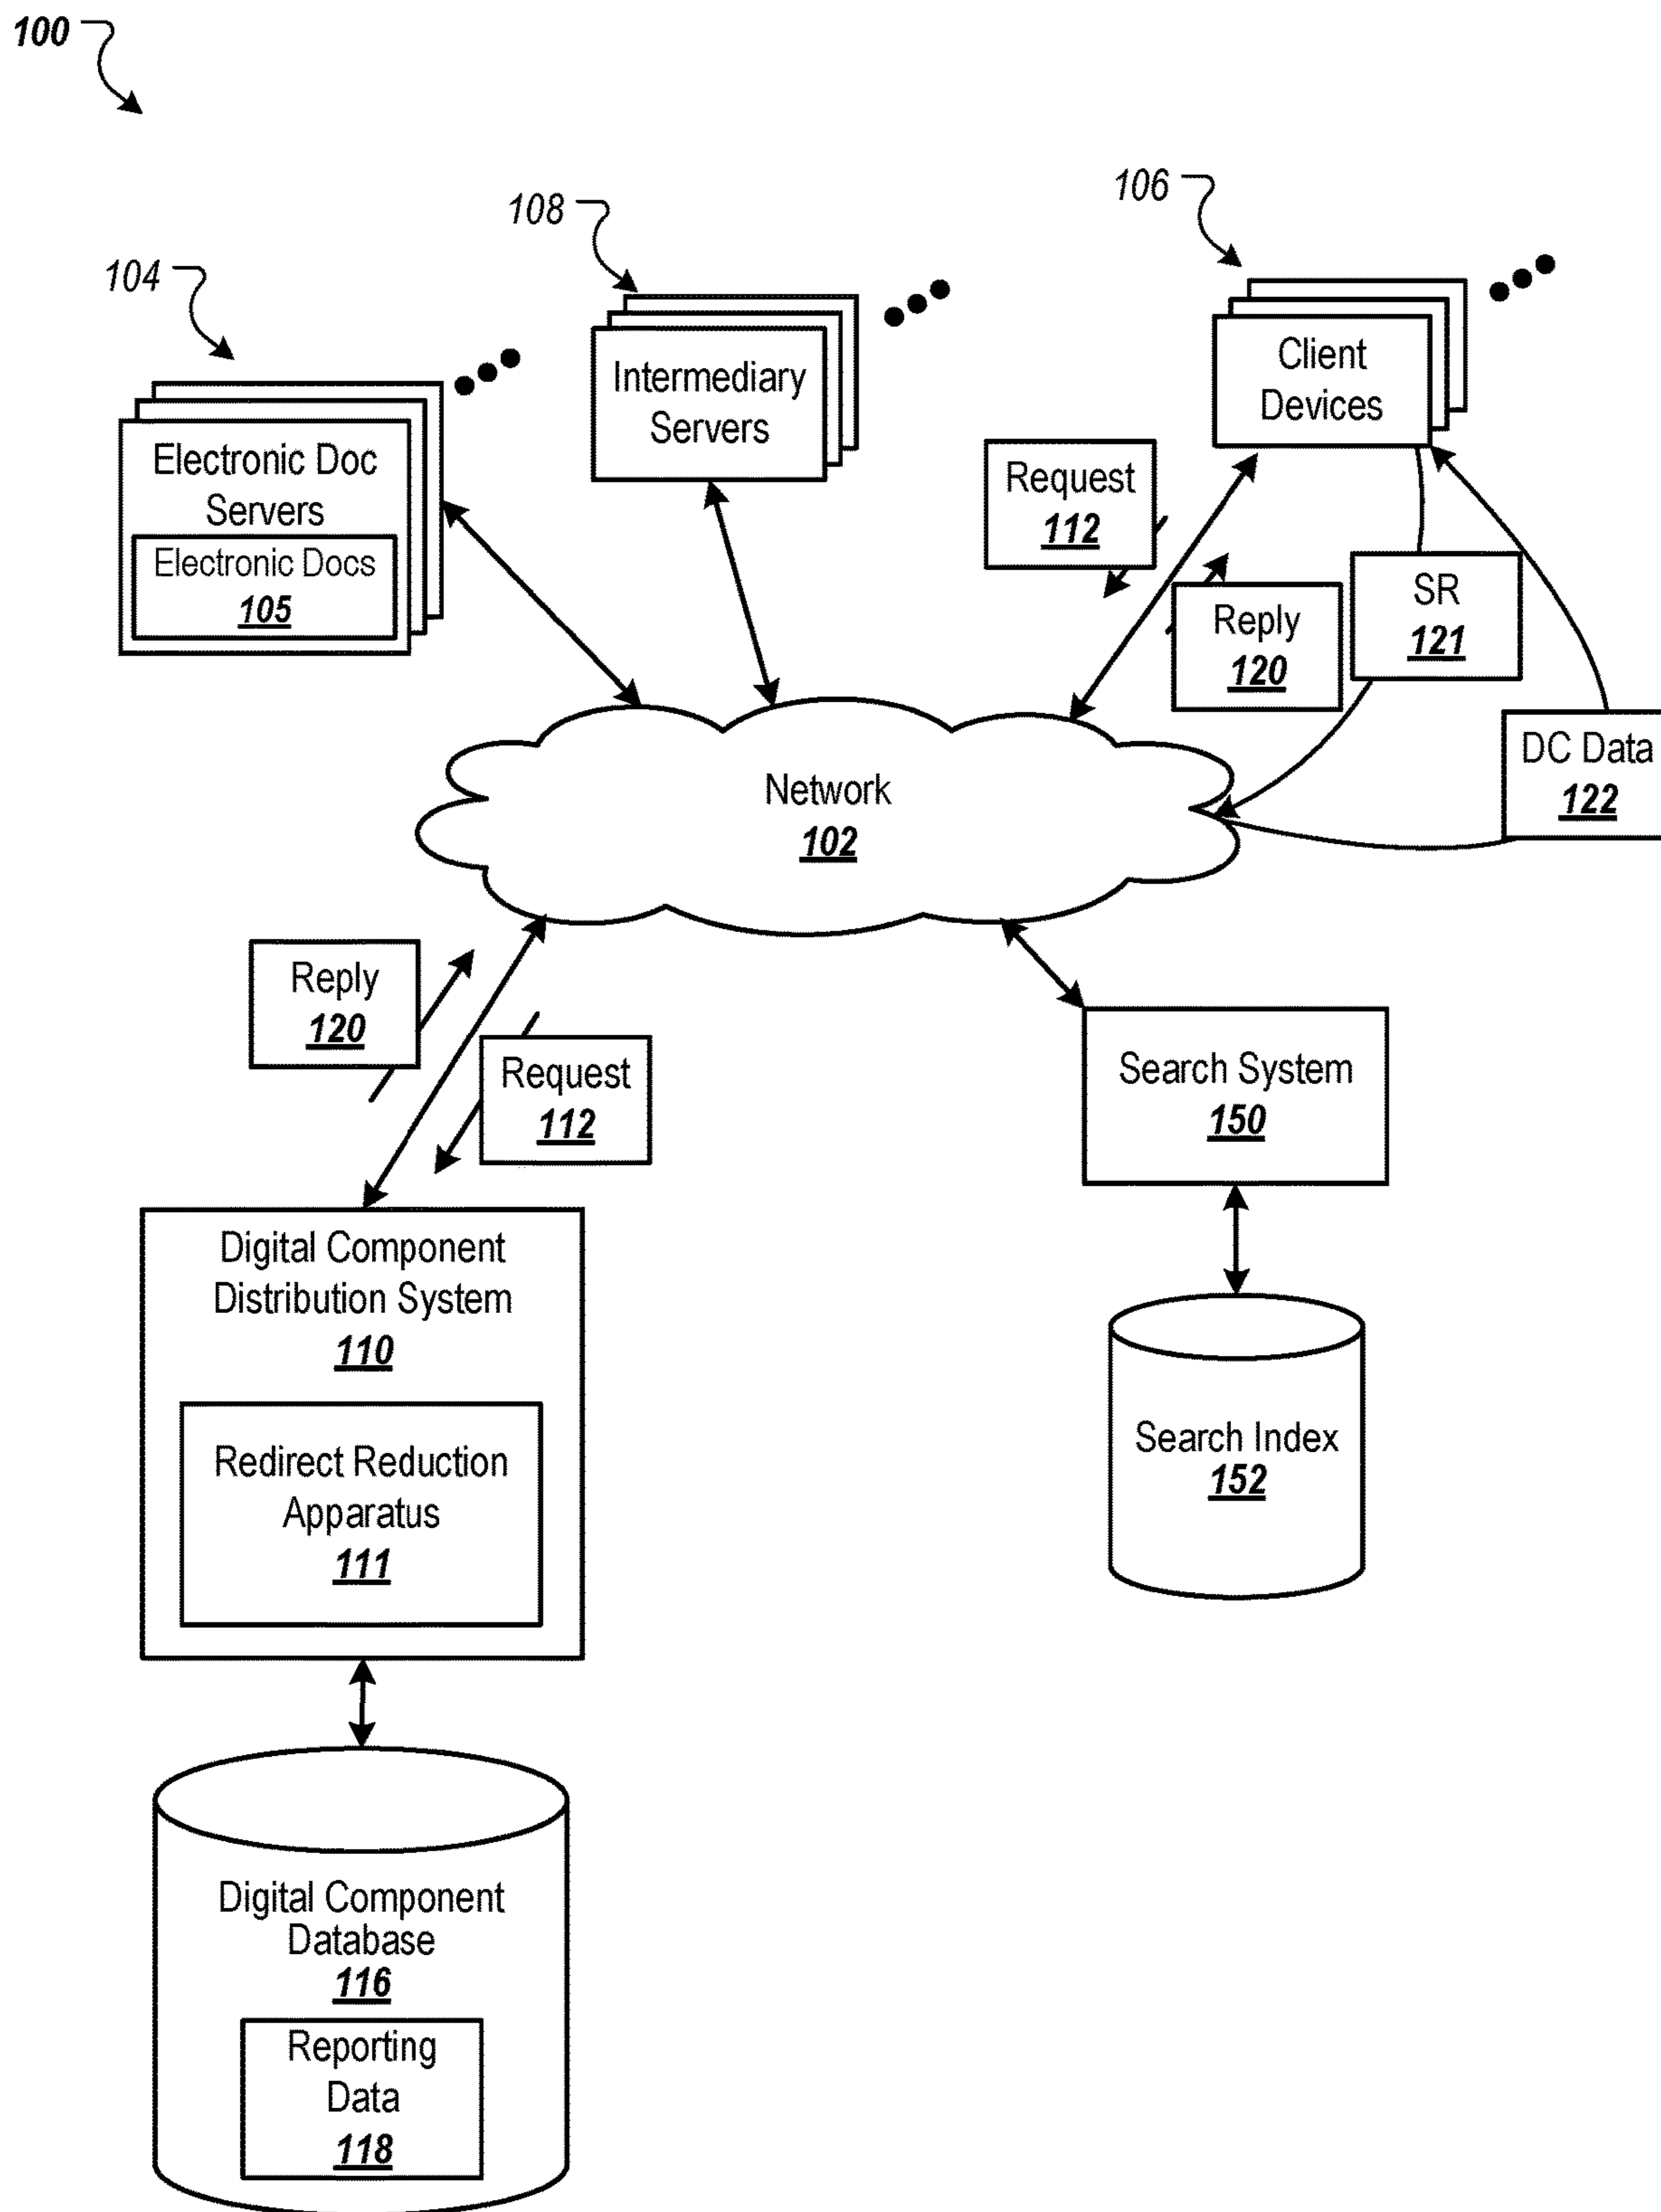 100
106
108
104
Client
Devices
Intermediary
Servers
Electronic Doc
Servers
Electronic Docs
105
Request
112
Reply
120
SR
121
DC Data
122
Network
102
Reply
120
Request
112
Search System
150
Digital Component
Distribution System
110
Redirect Reduction
Apparatus
111
Search Index
152
Digital Component
Database
116
Reporting
Data
118